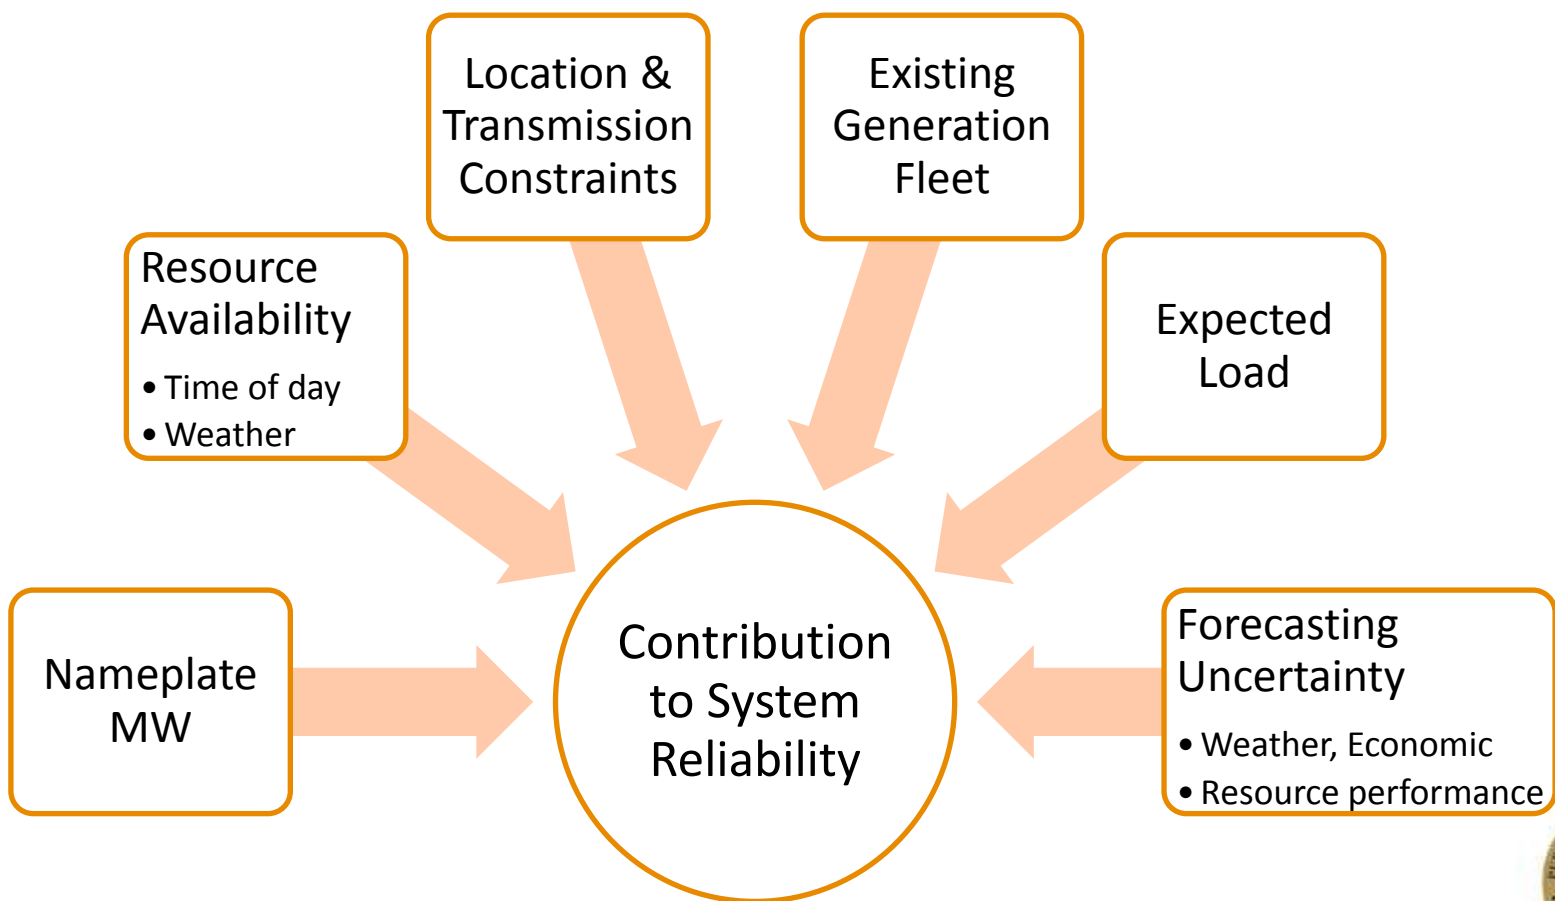 Location &
Transmission
Constraints
Existing
Generation
Fleet
Resource
Availability
• Time of day
• Weather
Expected
Load
Nameplate
MW
Contribution
to System
Reliability
Forecasting
Uncertainty
• Weather, Economic
• Resource performance